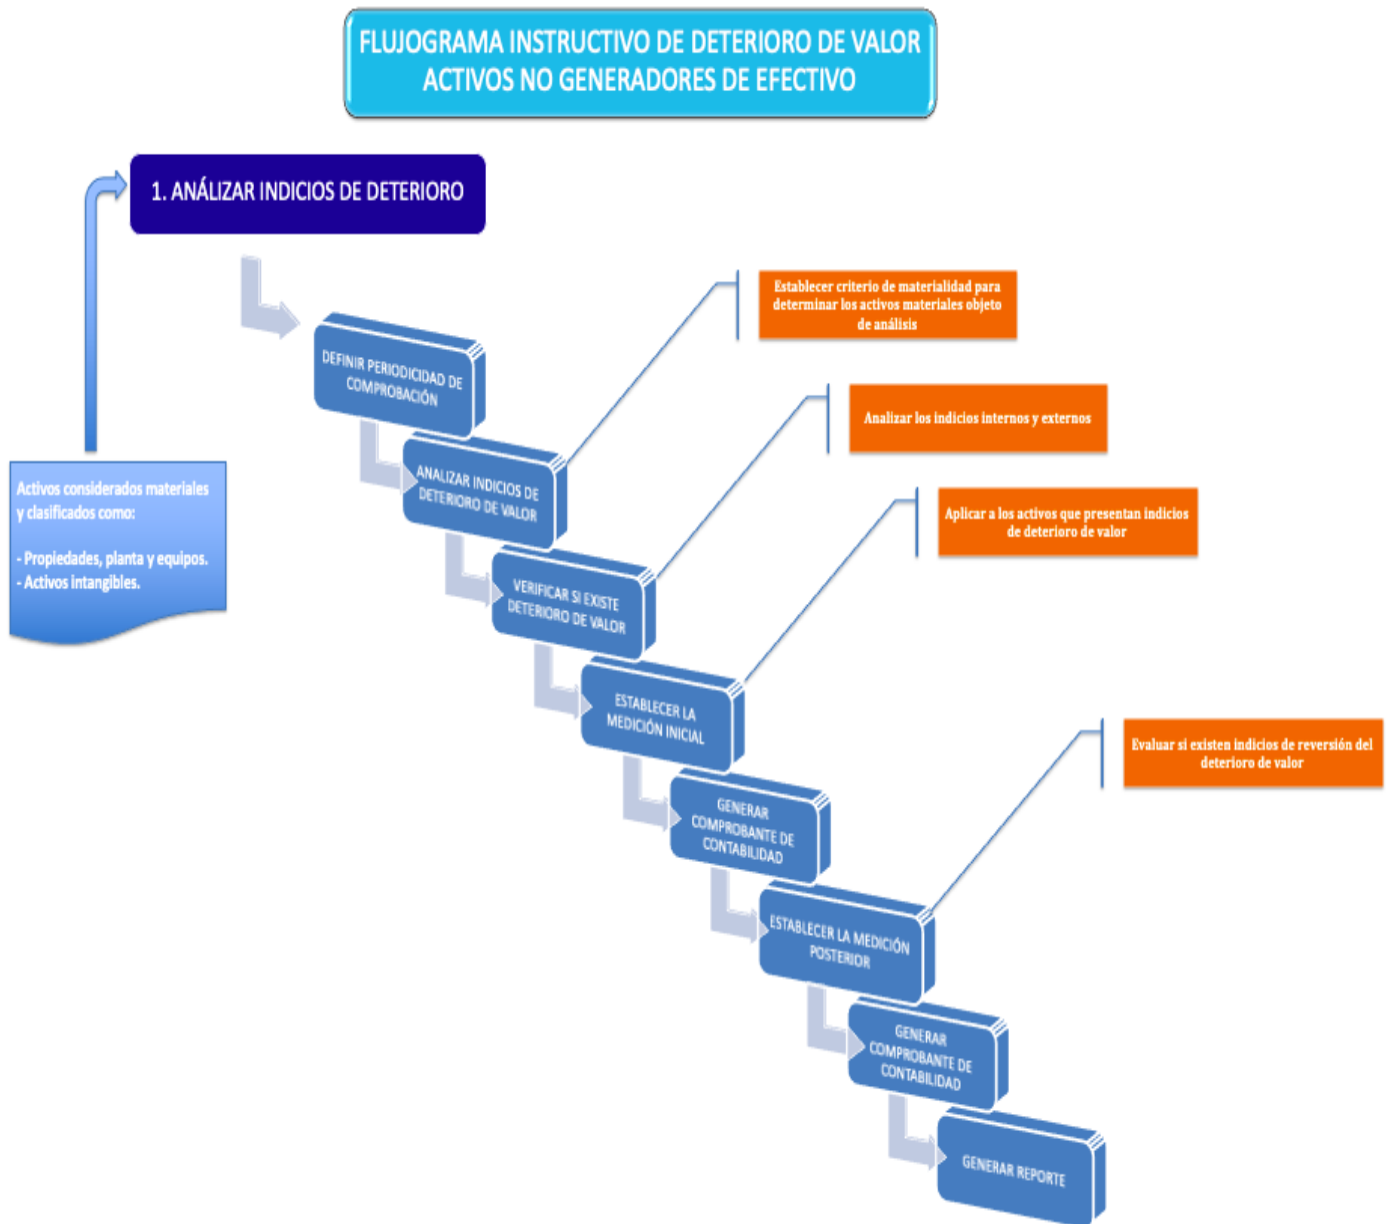 FLUJOGRAMA INSTRUCTIVO DE DETERIORO DE VALOR
ACTIVOS NO GENERADORES DE EFECTIVO
1. ANÁLIZAR INDICIOS DE DETERIORO
Establecer criterio de materialidad para
determinar los activos materiales objeto
de análisis
DEFINIR PERIODICIDAD DE
COMPROBACIÓN
Analizar los indicios internos y externos
ANALIZAR INDICIOS DE
DETERIORO DE VALOR
Activos considerados materiales
y clasificados como:
- Propiedades, planta y equipos.
- Activos intangibles.
Aplicar a los activos que presentan indicios
de deterioro de valor
VERIFICAR SI EXISTE
DETERIORO DE VALOR
ESTABLECER LA
MEDICIÓN INICIAL
Evaluar si existen indicios de reversión del
deterioro de valor
GENERAR
COMPROBANTE DE
CONTABILIDAD
ESTABLECER LA MEDICIÓN
POSTERIOR
GENERAR
COMPROBANTE DE
CONTABILIDAD
GENERAR REPORTE